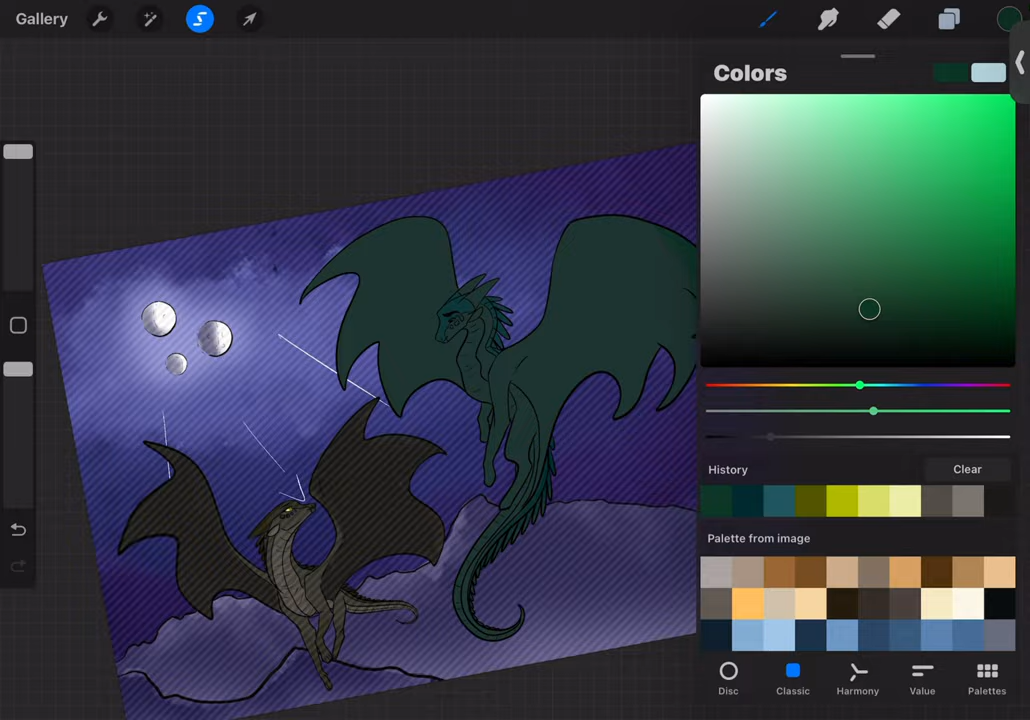 Gallery
Colors
History
Clear
Palette from image
Disc
Classic
Harmony
Value
Palettes